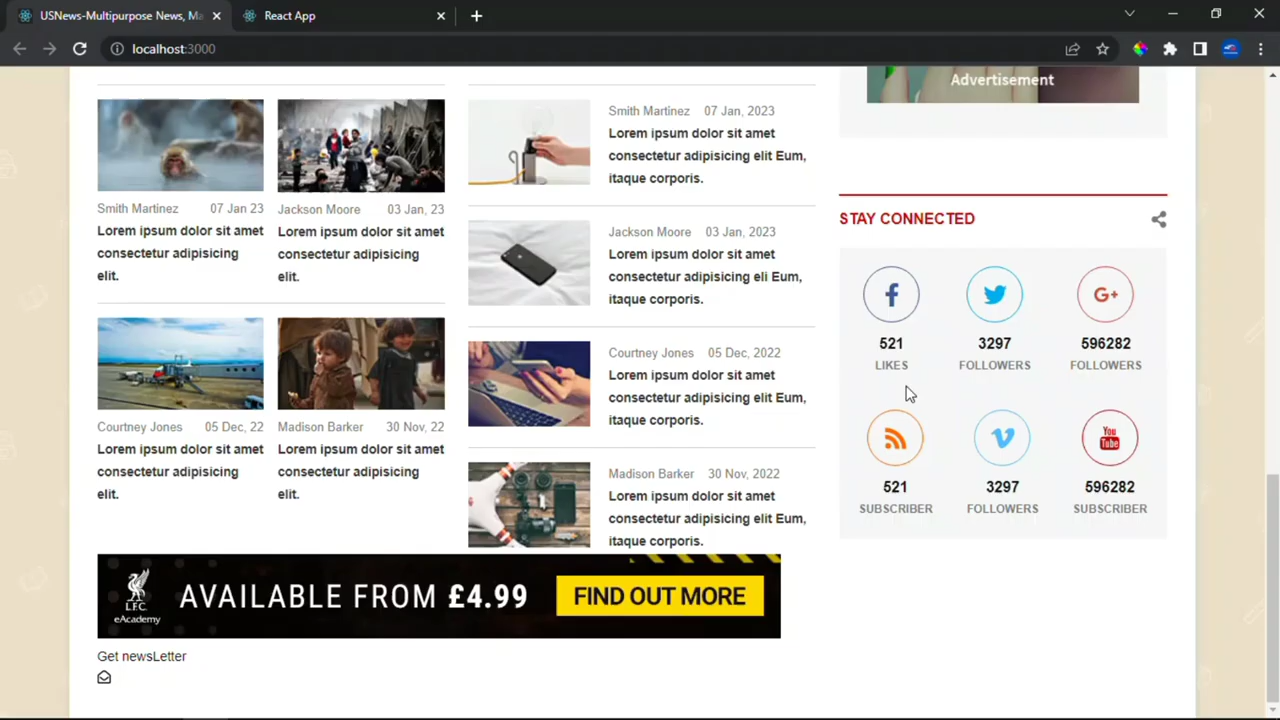 USNews-Multipurpose News, Ma
React App
localhost:3000
Advertisement
Smith Martinez 07 Jan 23
Lorem ipsum dolor sit amet
consectetur adipisicing
elit.
Jackson Moore 03 Jan, 23
Lorem ipsum dolor sit amet
consectetur adipisicing
elit.
Courtney Jones 05 Dec, 22
Lorem ipsum dolor sit amet
consectetur adipisicing
elit.
Madison Barker 30 Nov, 22
Lorem ipsum dolor sit amet
consectetur adipisicing
elit.
Smith Martinez 07 Jan, 2023
Lorem ipsum dolor sit amet
consectetur adipisicing elit Eum,
itaque corporis.
Jackson Moore 03 Jan, 2023
Lorem ipsum dolor sit amet
consectetur adipisicing eli Eum,
itaque corporis.
Courtney Jones 05 Dec, 2022
Lorem ipsum dolor sit amet
consectetur adipisicing elit Eum,
itaque corporis.
Madison Barker 30 Nov, 2022
Lorem ipsum dolor sit amet
consectetur adipisicing elit Eum,
itaque corporis.
STAY CONNECTED
521
LIKES
3297
FOLLOWERS
G+
596282
FOLLOWERS
521
SUBSCRIBER
3297
FOLLOWERS
You
Tube
596282
SUBSCRIBER
L.F.C.
eAcademy
AVAILABLE FROM £4.99
FIND OUT MORE
Get newsLetter